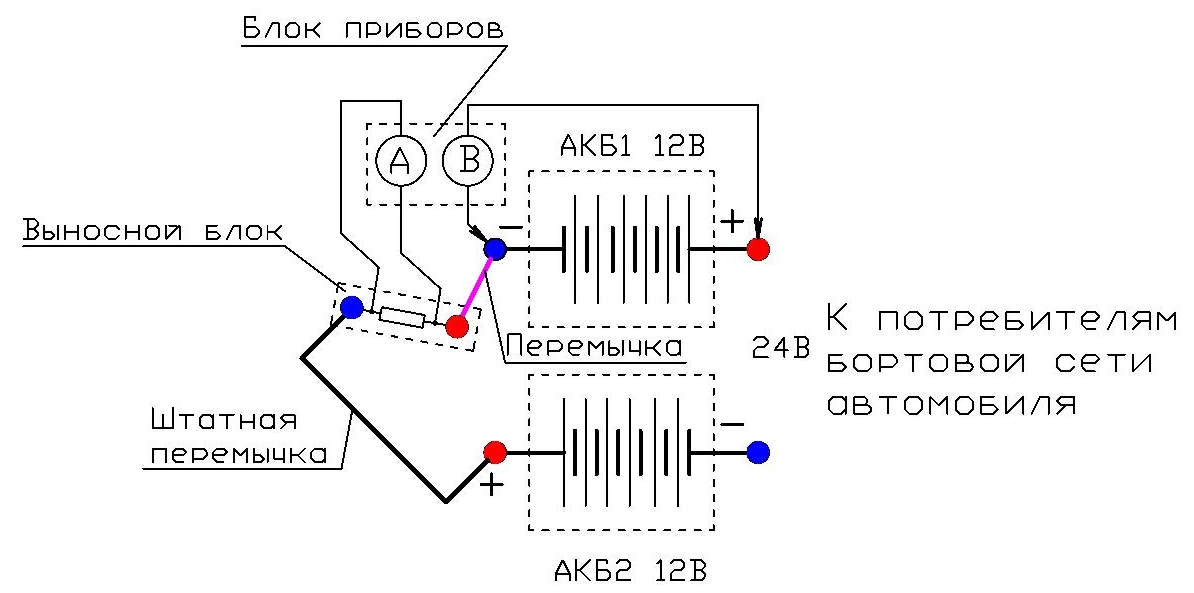 Блок приборов
А
В
АКБ1 12В
−
+
Выносной блок
Перемычка
24В
К потребителям
бортовой сети
автомобиля
Штатная
перемычка
+
−
АКБ2 12В